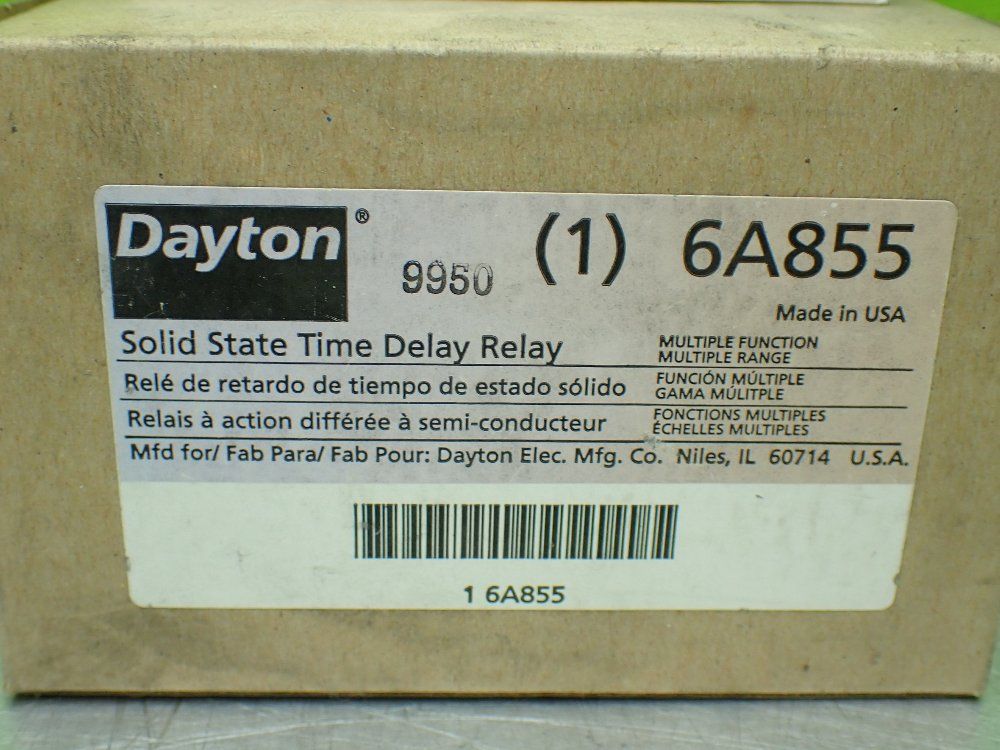 Dayton®
9950 (1) 6A855
Made in USA
Solid State Time Delay Relay
MULTIPLE FUNCTION
MULTIPLE RANGE
Relé de retardo de tiempo de estado sólido
FUNCIÓN MÚLTIPLE
GAMA MÚLITPLE
Relais à action différée à semi-conducteur
FONCTIONS MULTIPLES
ÉCHELLES MULTIPLES
Mfd for/ Fab Para/ Fab Pour: Dayton Elec. Mfg. Co. Niles, IL 60714 U.S.A.
1 6A855